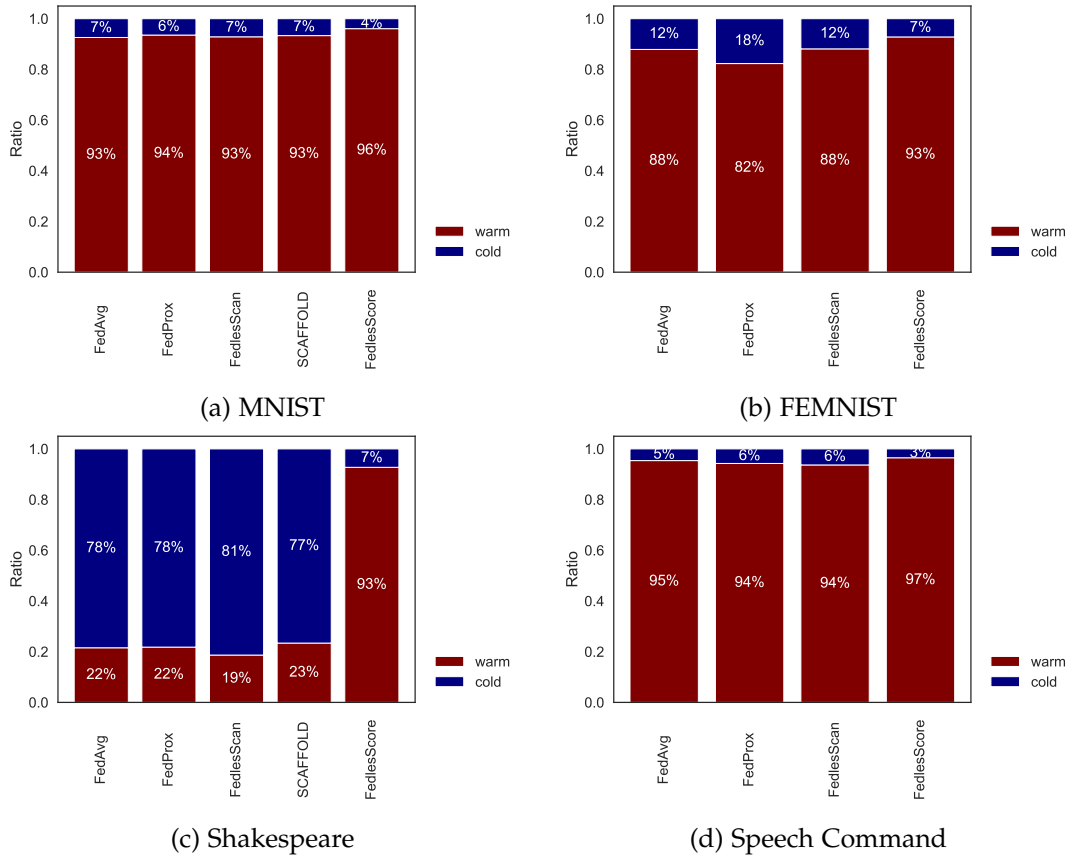 1.0
0.8
0.6
0.4
0.2
0.0
Ratio
7%
6%
7%
7%
4%
93%
94%
93%
93%
96%
warm
cold
FedAvg
FedProx
FedlesScan
SCAFFOLD
FedlesScore
(a) MNIST
1.0
0.8
0.6
0.4
0.2
0.0
Ratio
12%
18%
12%
7%
88%
82%
88%
93%
warm
cold
FedAvg
FedProx
FedlesScan
FedlesScore
(b) FEMNIST
1.0
0.8
0.6
0.4
0.2
0.0
Ratio
78%
78%
81%
77%
7%
22%
22%
19%
23%
93%
warm
cold
FedAvg
FedProx
FedlesScan
SCAFFOLD
FedlesScore
(c) Shakespeare
1.0
0.8
0.6
0.4
0.2
0.0
Ratio
5%
6%
6%
3%
95%
94%
94%
97%
warm
cold
FedAvg
FedProx
FedlesScan
FedlesScore
(d) Speech Command